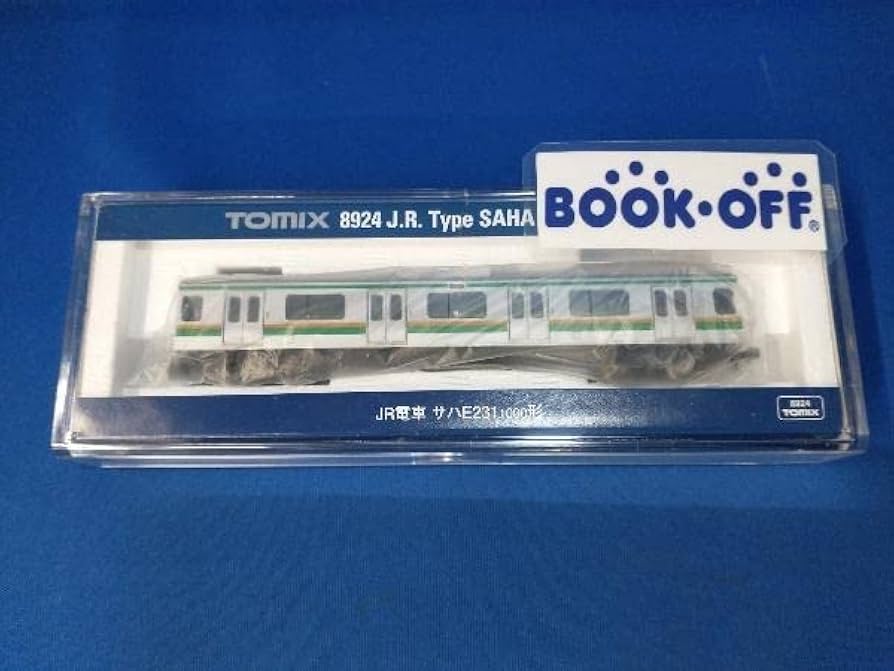 TOMIX 8924 J.R. Type SAHA
BOOK・OFF®
JR電車 サハE231 1000形
8924
TOMIX